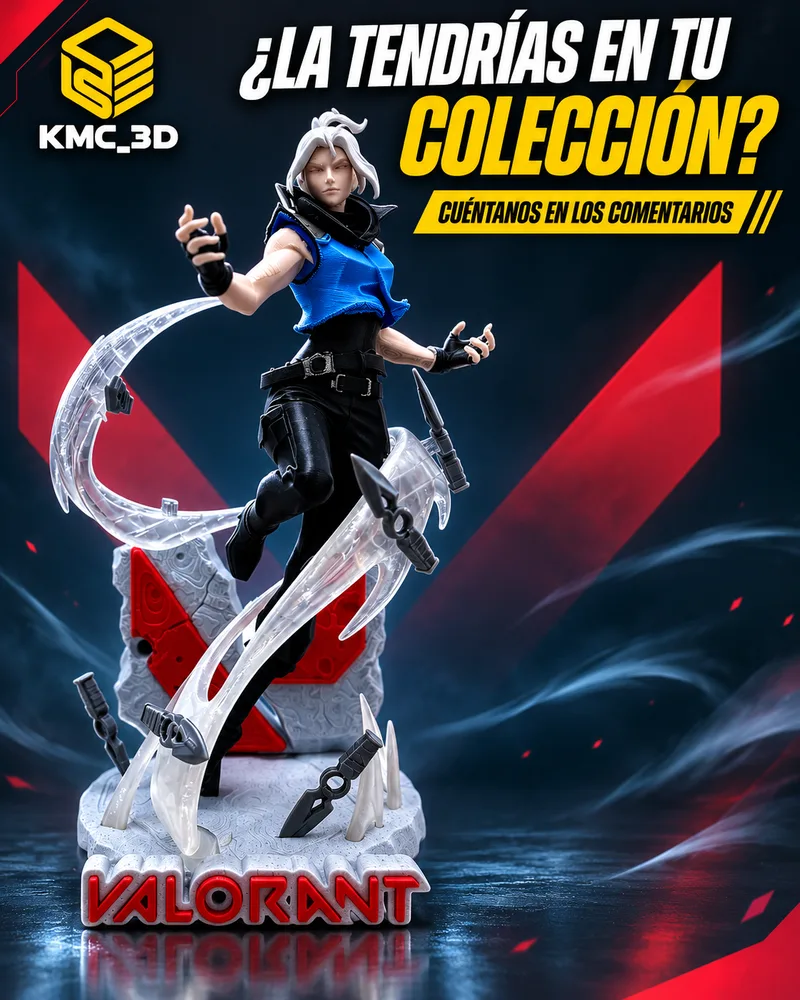 KMC_3D
¿LA TENDRÍAS EN TU
COLECCIÓN?
CUÉNTANOS EN LOS COMENTARIOS
VALORANT